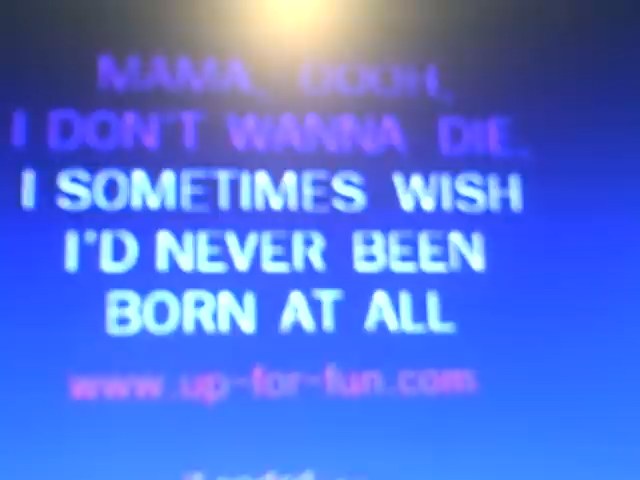 MAMA, OOOH,
I DON'T WANNA DIE,
I SOMETIMES WISH
I'D NEVER BEEN
BORN AT ALL
www.up-for-fun.com